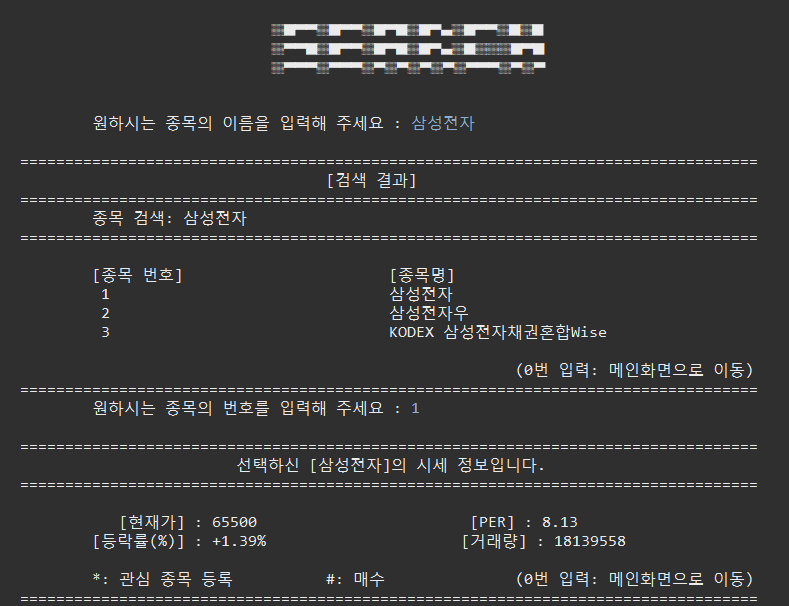 원하시는 종목의 이름을 입력해 주세요 : 삼성전자
==================================================================================
[검색 결과]
==================================================================================
종목 검색: 삼성전자
==================================================================================
[종목 번호] [종목명]
1 삼성전자
2 삼성전자우
3 KODEX 삼성전자채권혼합Wise
(0번 입력: 메인화면으로 이동)
==================================================================================
원하시는 종목의 번호를 입력해 주세요 : 1
==================================================================================
선택하신 [삼성전자]의 시세 정보입니다.
==================================================================================
[현재가] : 65500 [PER] : 8.13
[등락률(%)] : +1.39% [거래량] : 18139558
*: 관심 종목 등록 #: 매수 (0번 입력: 메인화면으로 이동)
==================================================================================